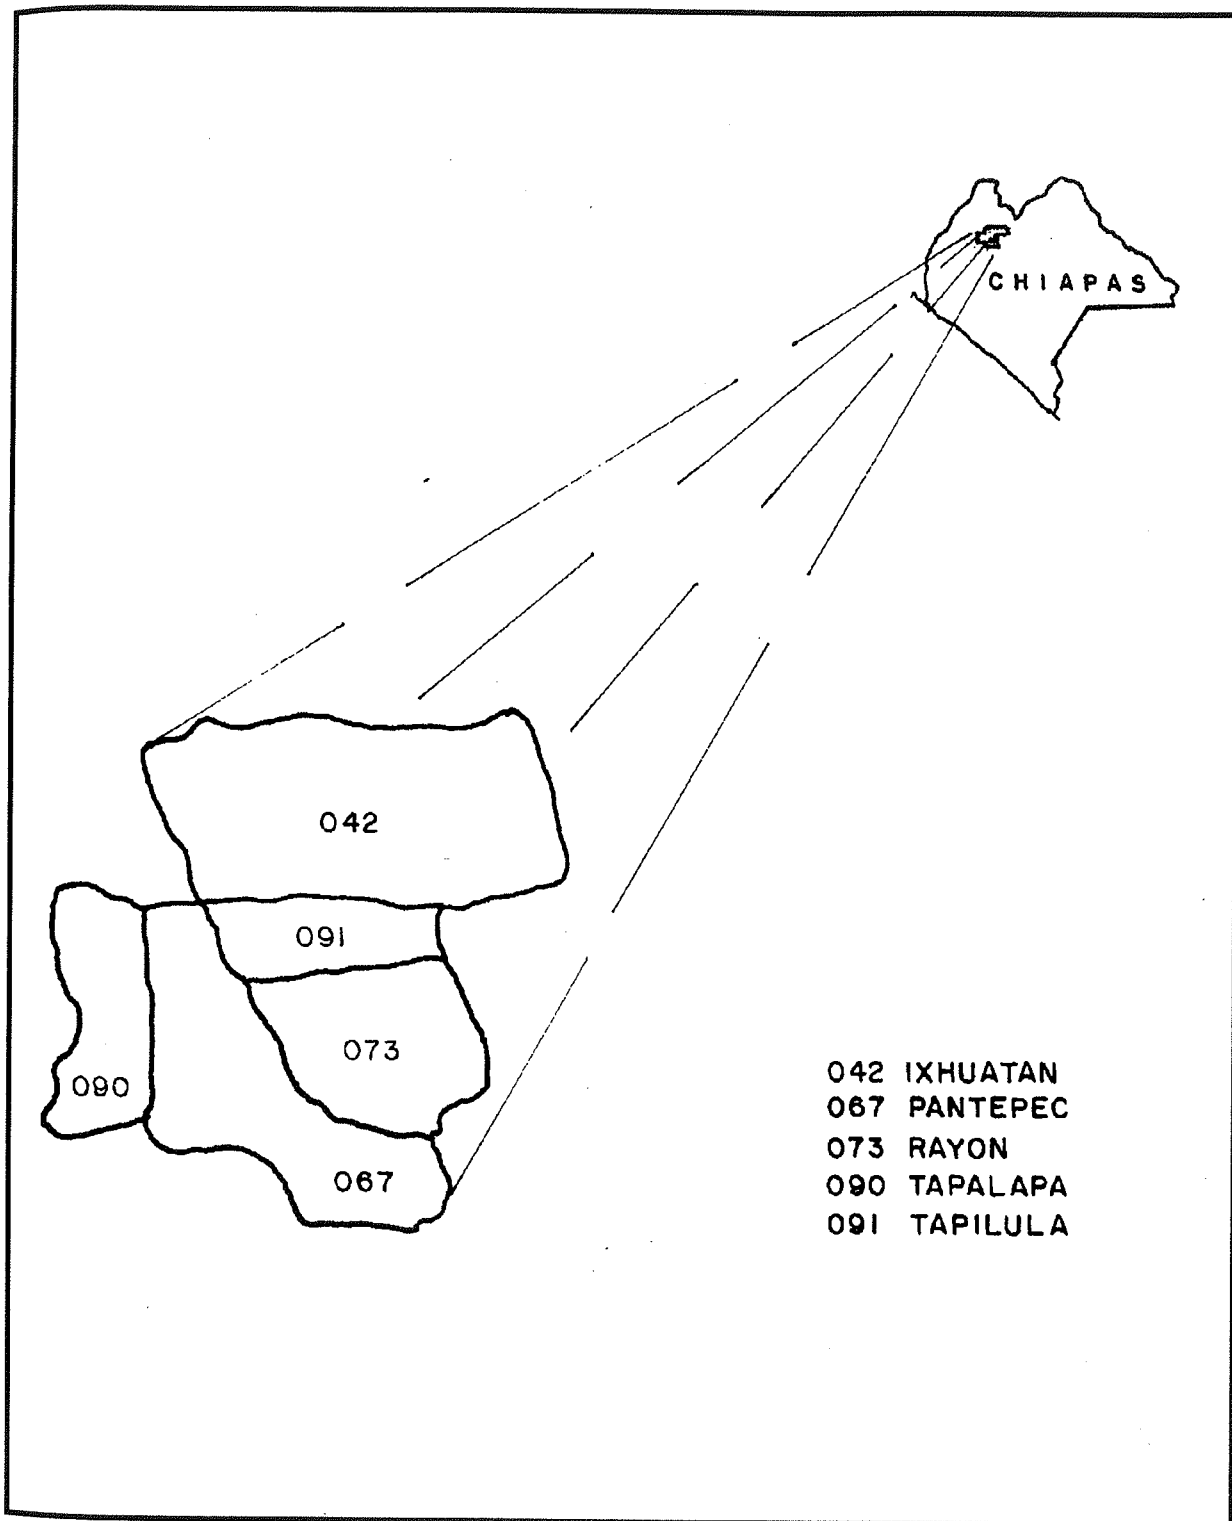 CHIAPAS
042
091
073
090
067
042 IXHUATAN
067 PANTEPEC
073 RAYON
090 TAPALAPA
091 TAPILULA